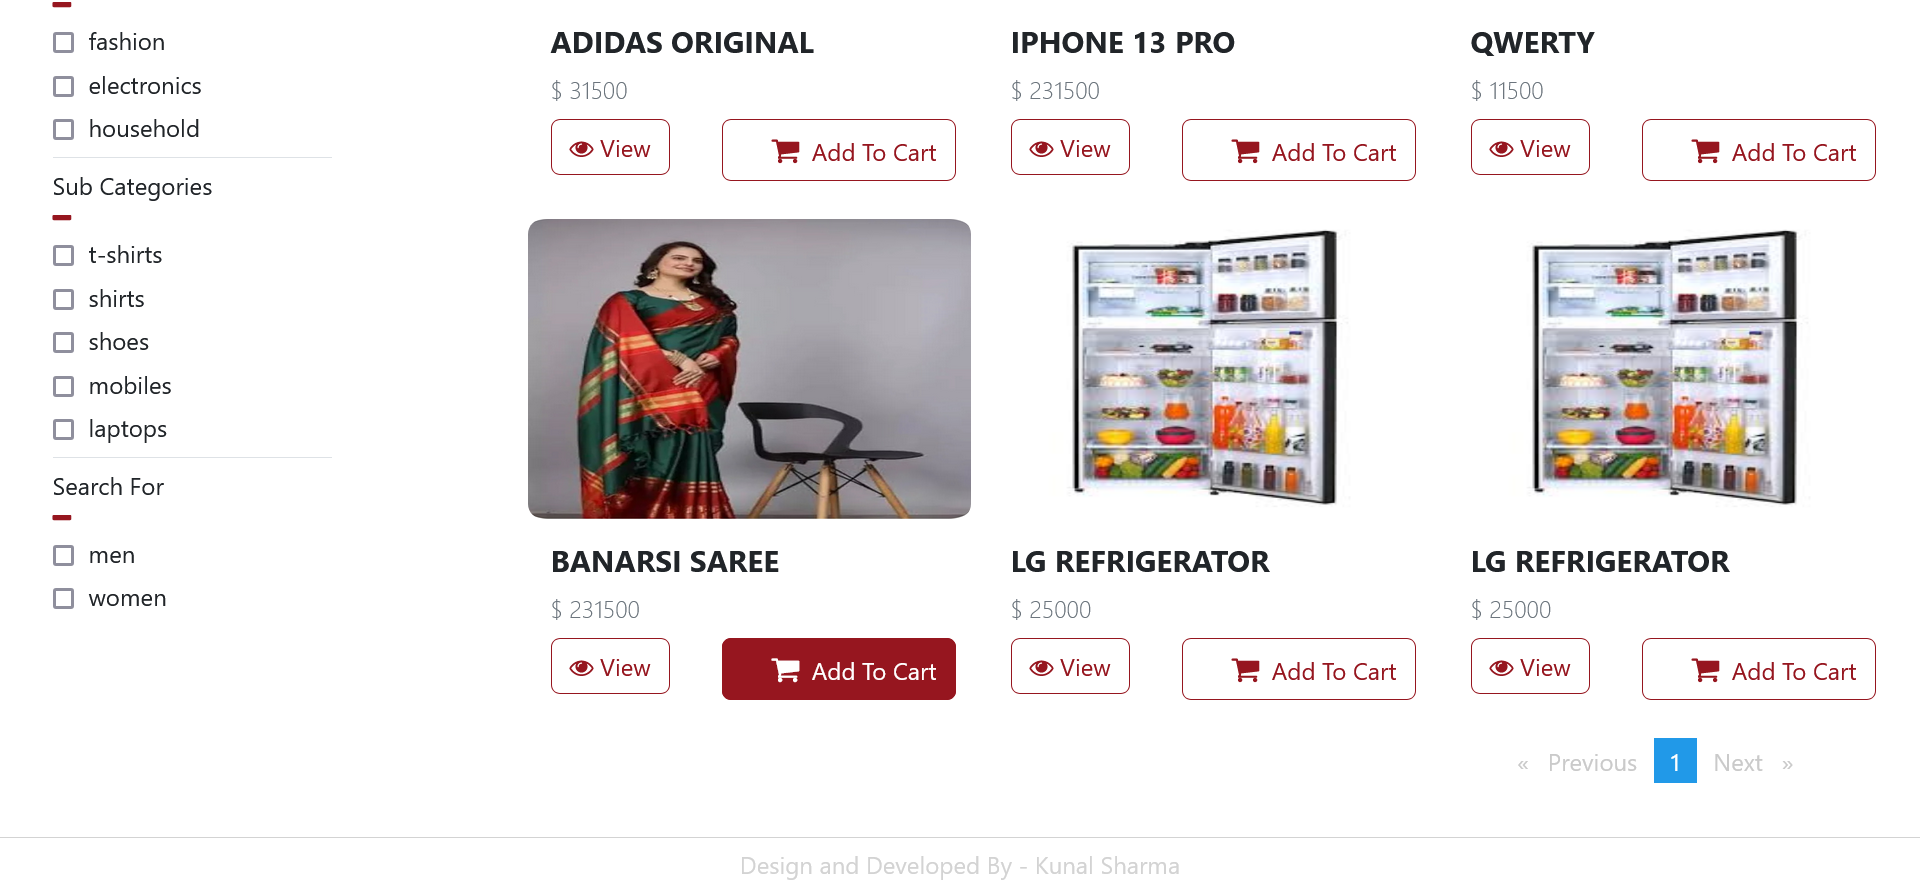 fashion
electronics
household
Sub Categories
t-shirts
shirts
shoes
mobiles
laptops
Search For
men
women
ADIDAS ORIGINAL
$ 31500
View
Add To Cart
IPHONE 13 PRO
$ 231500
View
Add To Cart
QWERTY
$ 11500
View
Add To Cart
BANARSI SAREE
$ 231500
View
Add To Cart
LG REFRIGERATOR
$ 25000
View
Add To Cart
LG REFRIGERATOR
$ 25000
View
Add To Cart
« Previous 1 Next »
Design and Developed By - Kunal Sharma